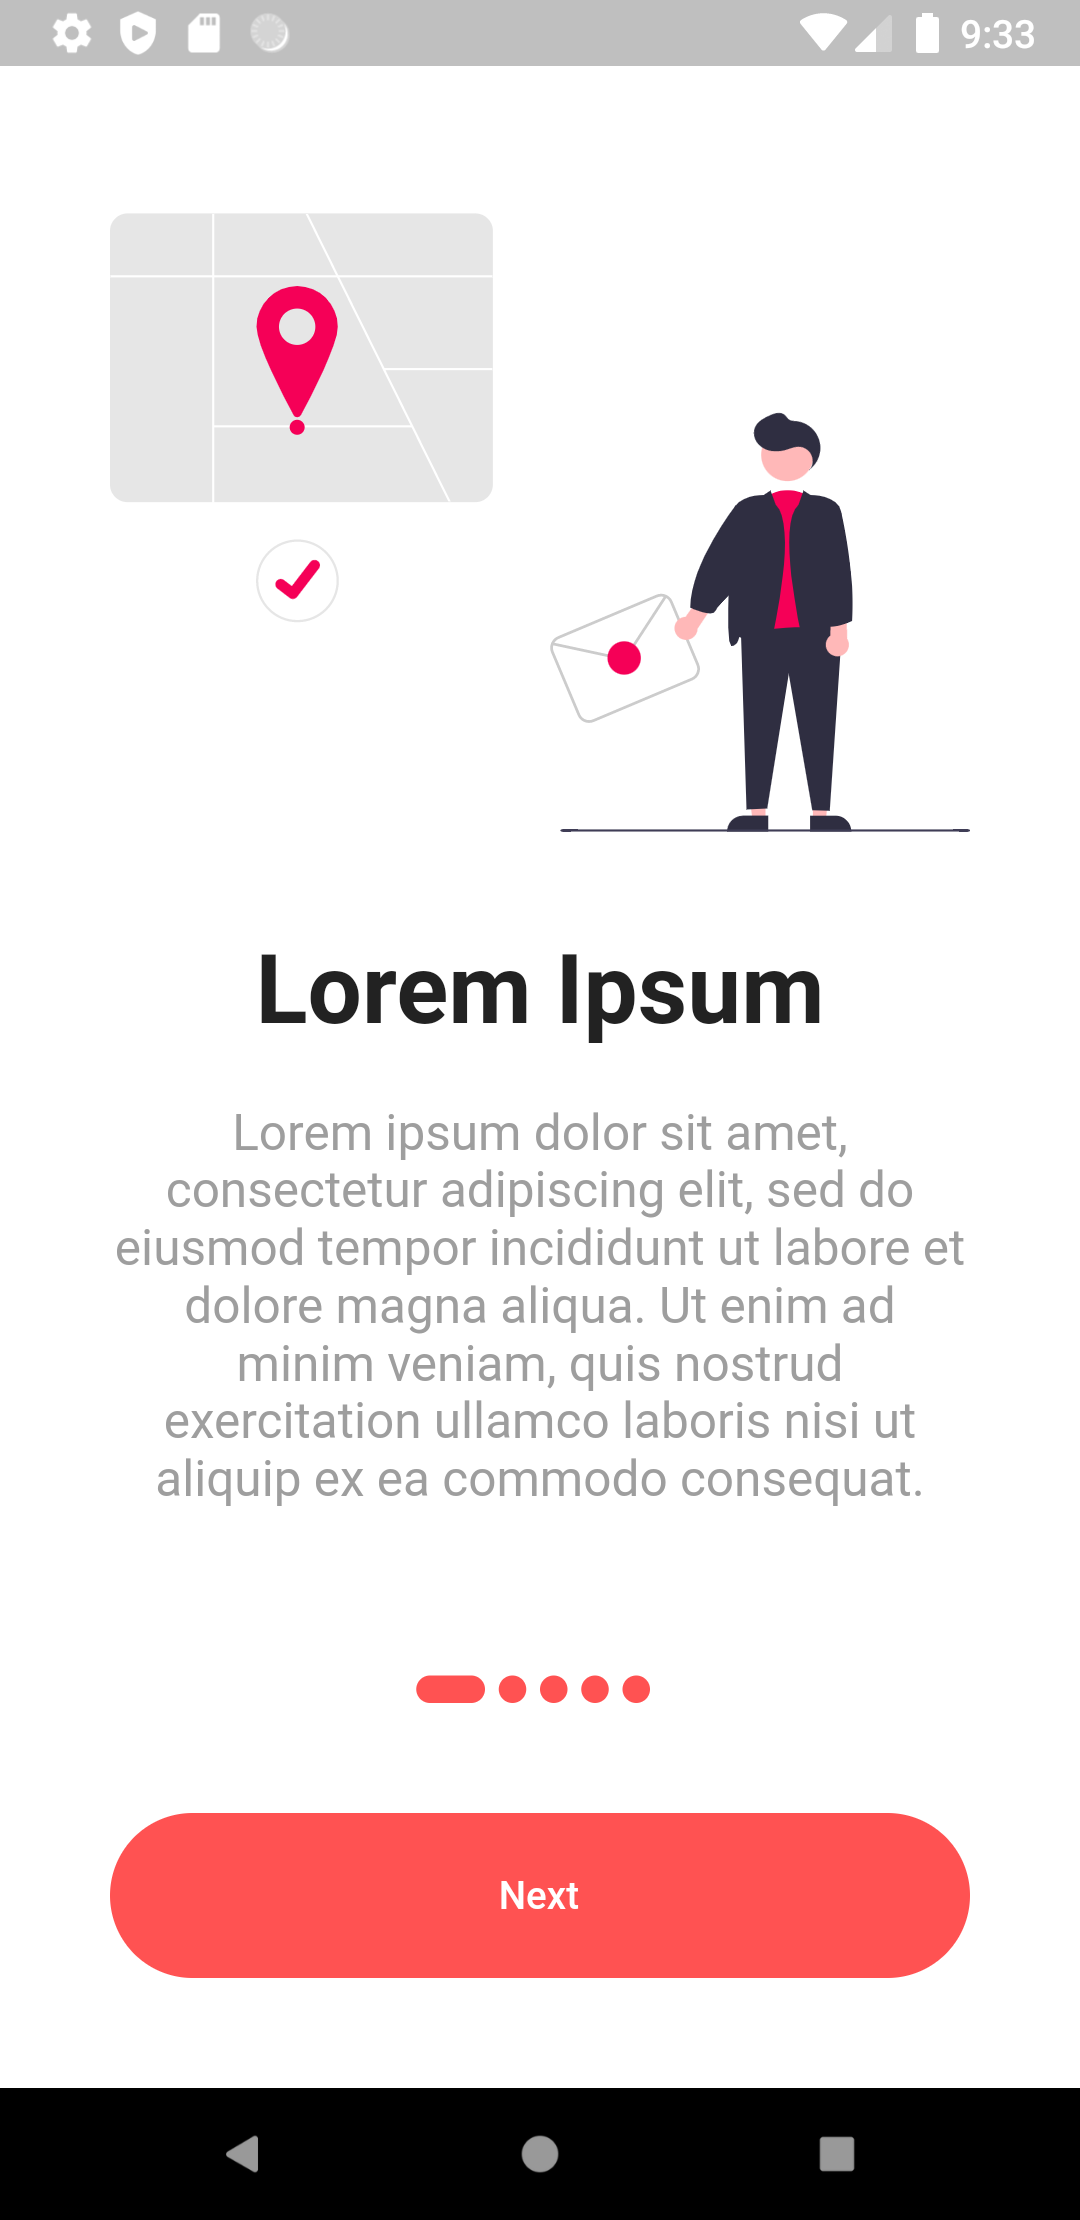 9:33
Lorem Ipsum
Lorem ipsum dolor sit amet,
consectetur adipiscing elit, sed do
eiusmod tempor incididunt ut labore et
dolore magna aliqua. Ut enim ad
minim veniam, quis nostrud
exercitation ullamco laboris nisi ut
aliquip ex ea commodo consequat.
Next